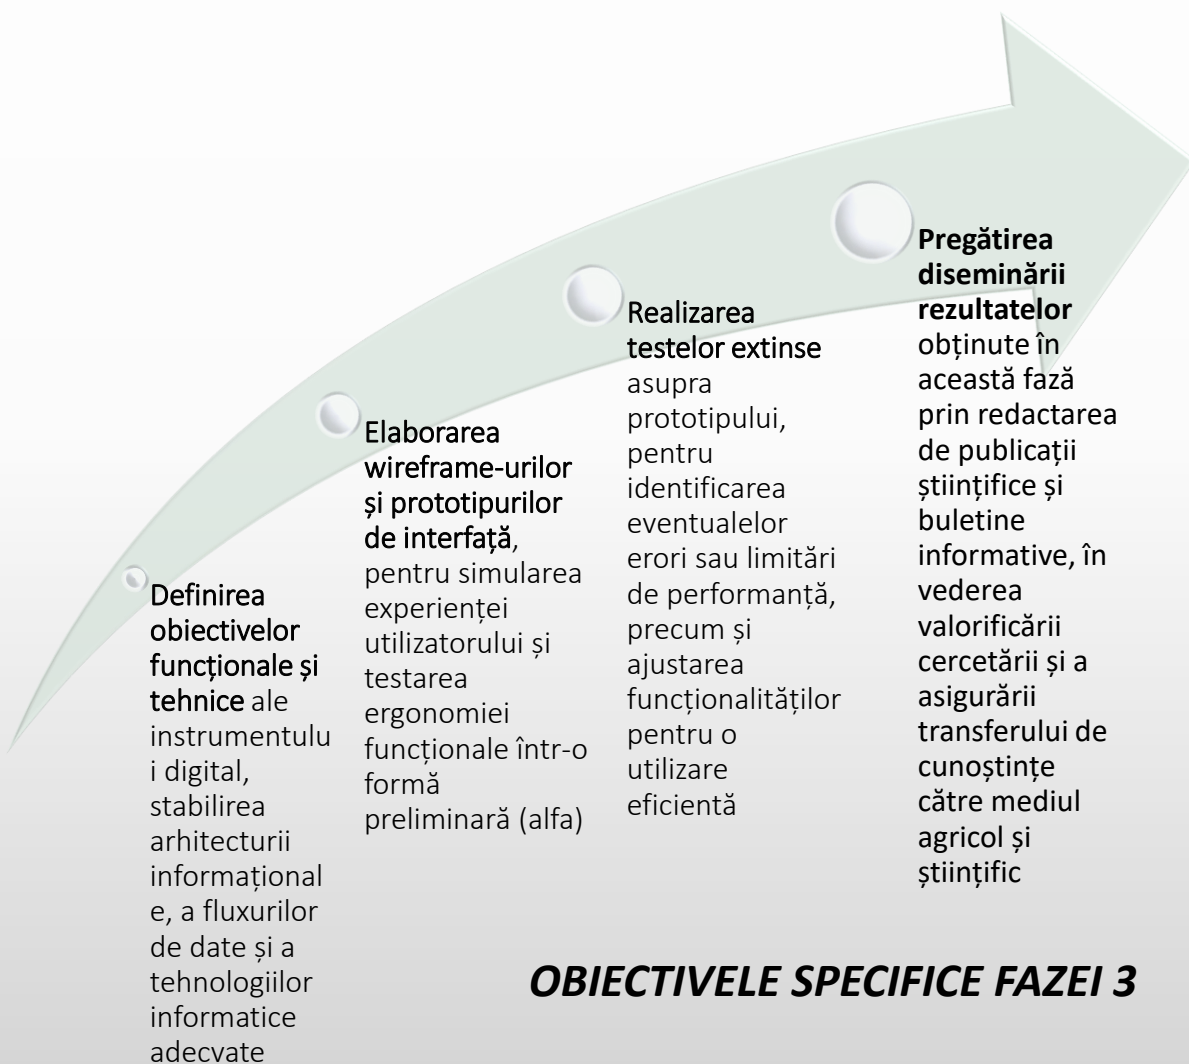 Definirea
obiectivelor
funcționale și
tehnice ale
instrumentulu
i digital,
stabilirea
arhitecturii
informațional
e, a fluxurilor
de date și a
tehnologiilor
informatice
adecvate
Elaborarea
wireframe-urilor
și prototipurilor
de interfață,
pentru simularea
experienței
utilizatorului și
testarea
ergonomiei
funcționale într-o
formă
preliminară (alfa)
Realizarea
testelor extinse
asupra
prototipului,
pentru
identificarea
eventualelor
erori sau limitări
de performanță,
precum și
ajustarea
funcționalităților
pentru o
utilizare
eficientă
Pregătirea
diseminării
rezultatelor
obținute în
această fază
prin redactarea
de publicații
științifice și
buletine
informative, în
vederea
valorificării
cercetării și a
asigurării
transferului de
cunoștințe
către mediul
agricol și
științific
OBIECTIVELE SPECIFICE FAZEI 3